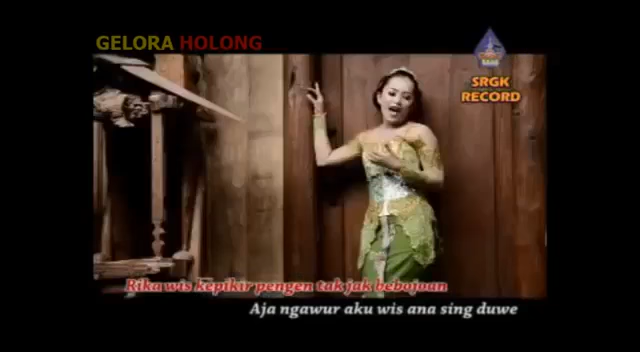 GELORA HOLONG
SRGK
RECORD
Rika wis kepikir pengen tak jak bebojoan
Aja ngawur aku wis ana sing duwe